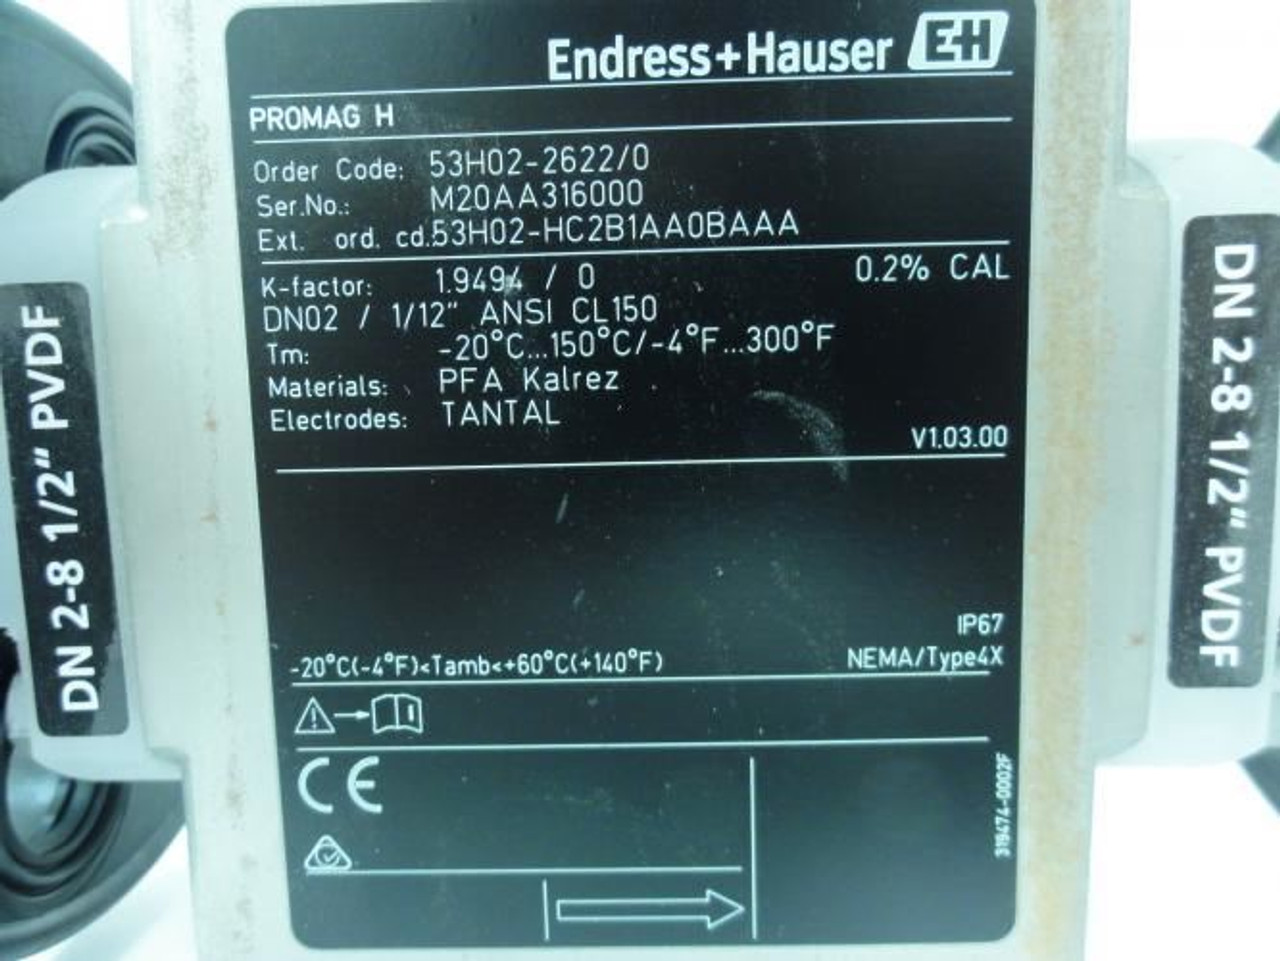 Endress+Hauser EH
PROMAG H
Order Code: 53H02-2622/0
Ser.No.: M20AA316000
Ext. ord. cd.53H02-HC2B1AA0BAAA
K-factor: 1.9494 / 0 0.2% CAL
DN02 / 1/12" ANSI CL150
Tm: -20°C...150°C/-4°F...300°F
Materials: PFA Kalrez
Electrodes: TANTAL
V1.03.00
IP67
-20°C(-4°F)<Tamb<+60°C(+140°F) NEMA/Type4X
CE
319474-0002F
DN 2-8 1/2" PVDF
DN 2-8 1/2" PVDF